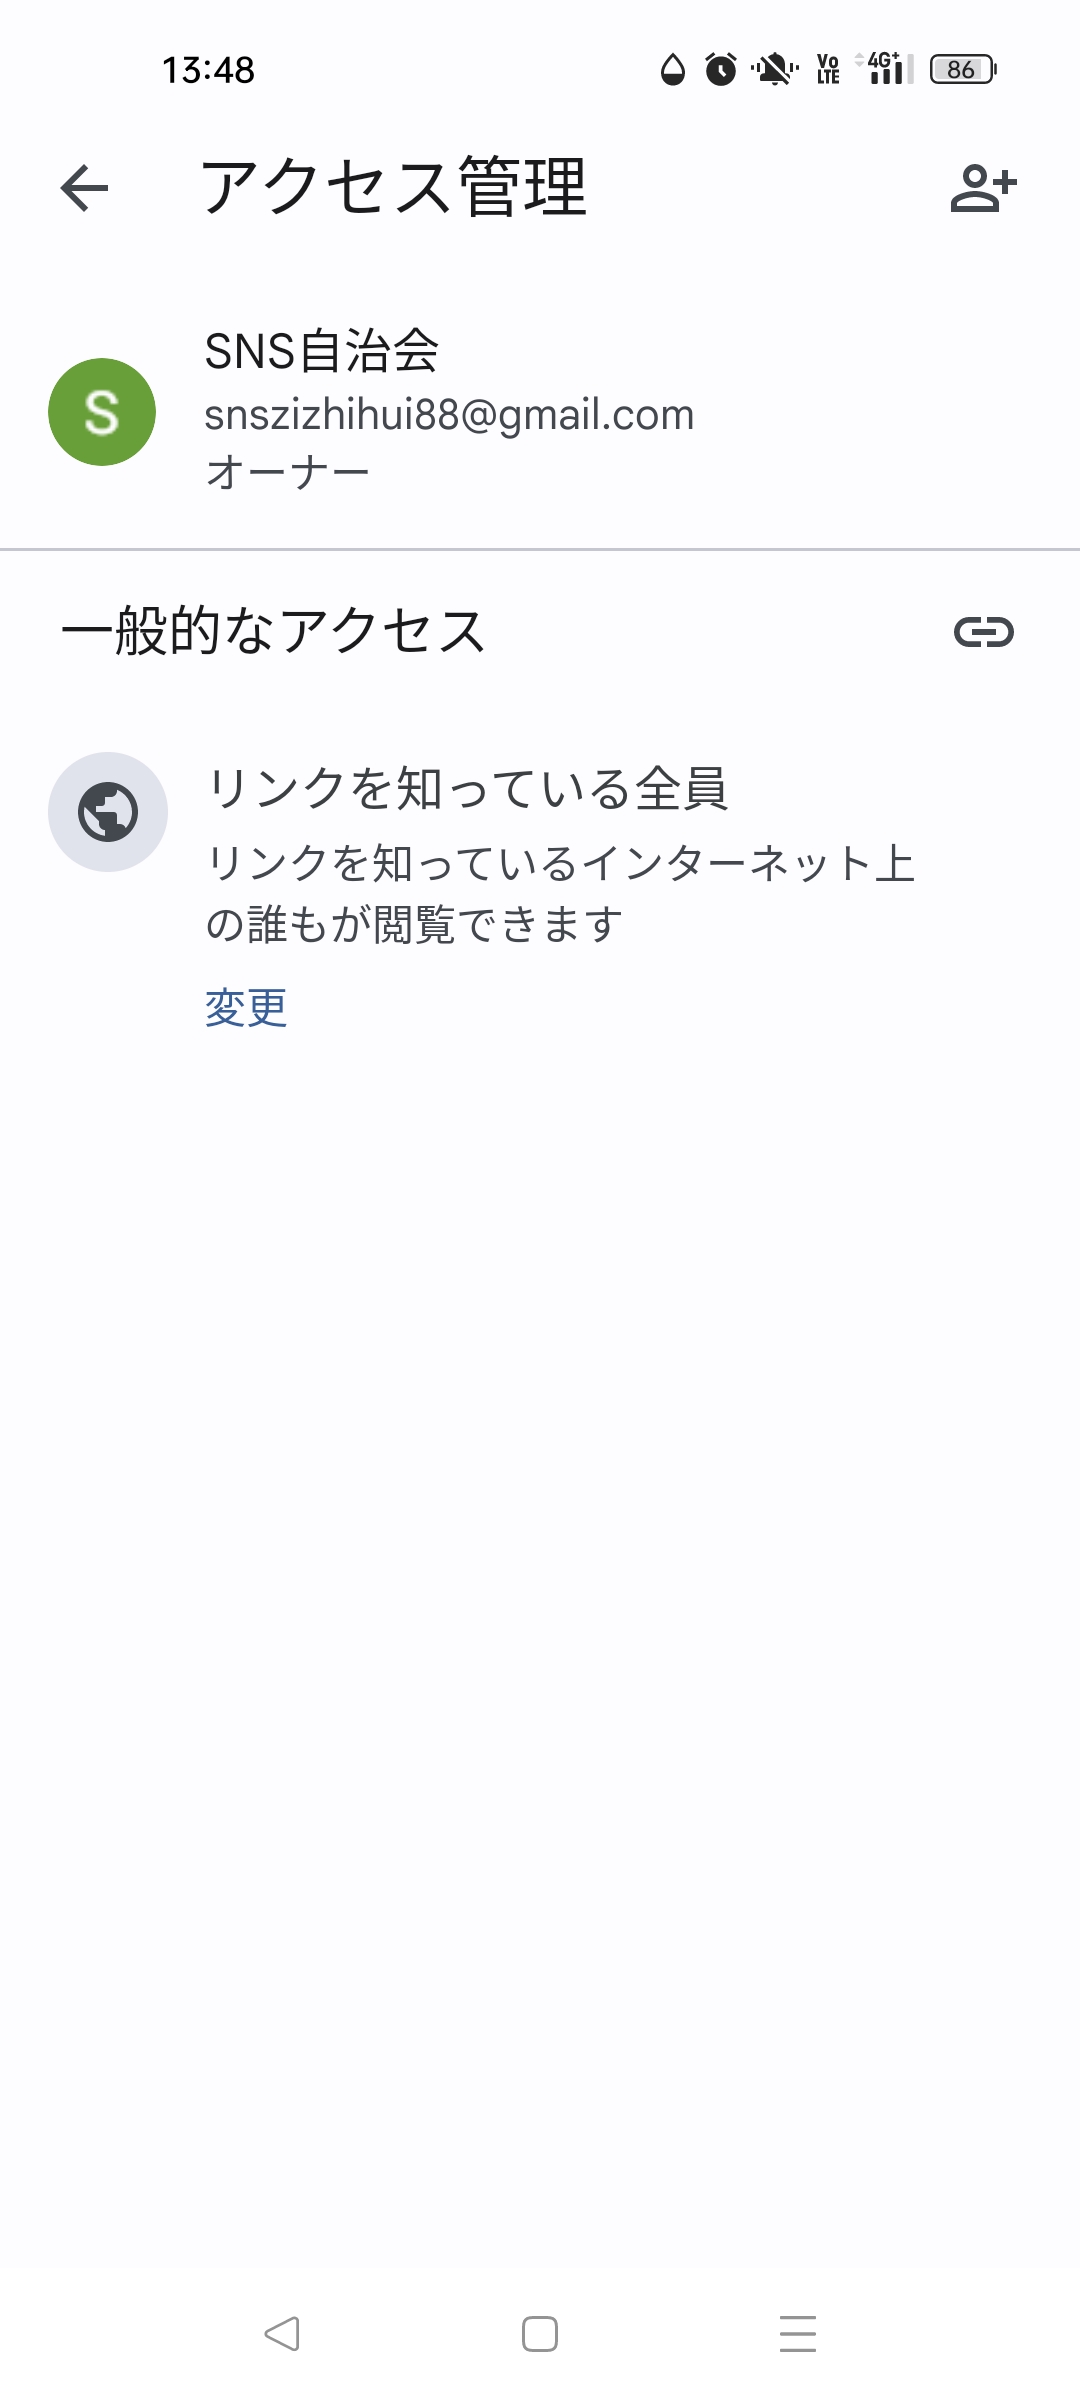 13:48
Vo LTE 4G+ 86
アクセス管理
S
SNS自治会
snszizhihui88@gmail.com
オーナー
一般的なアクセス
リンクを知っている全員
リンクを知っているインターネット上
の誰もが閲覧できます
変更